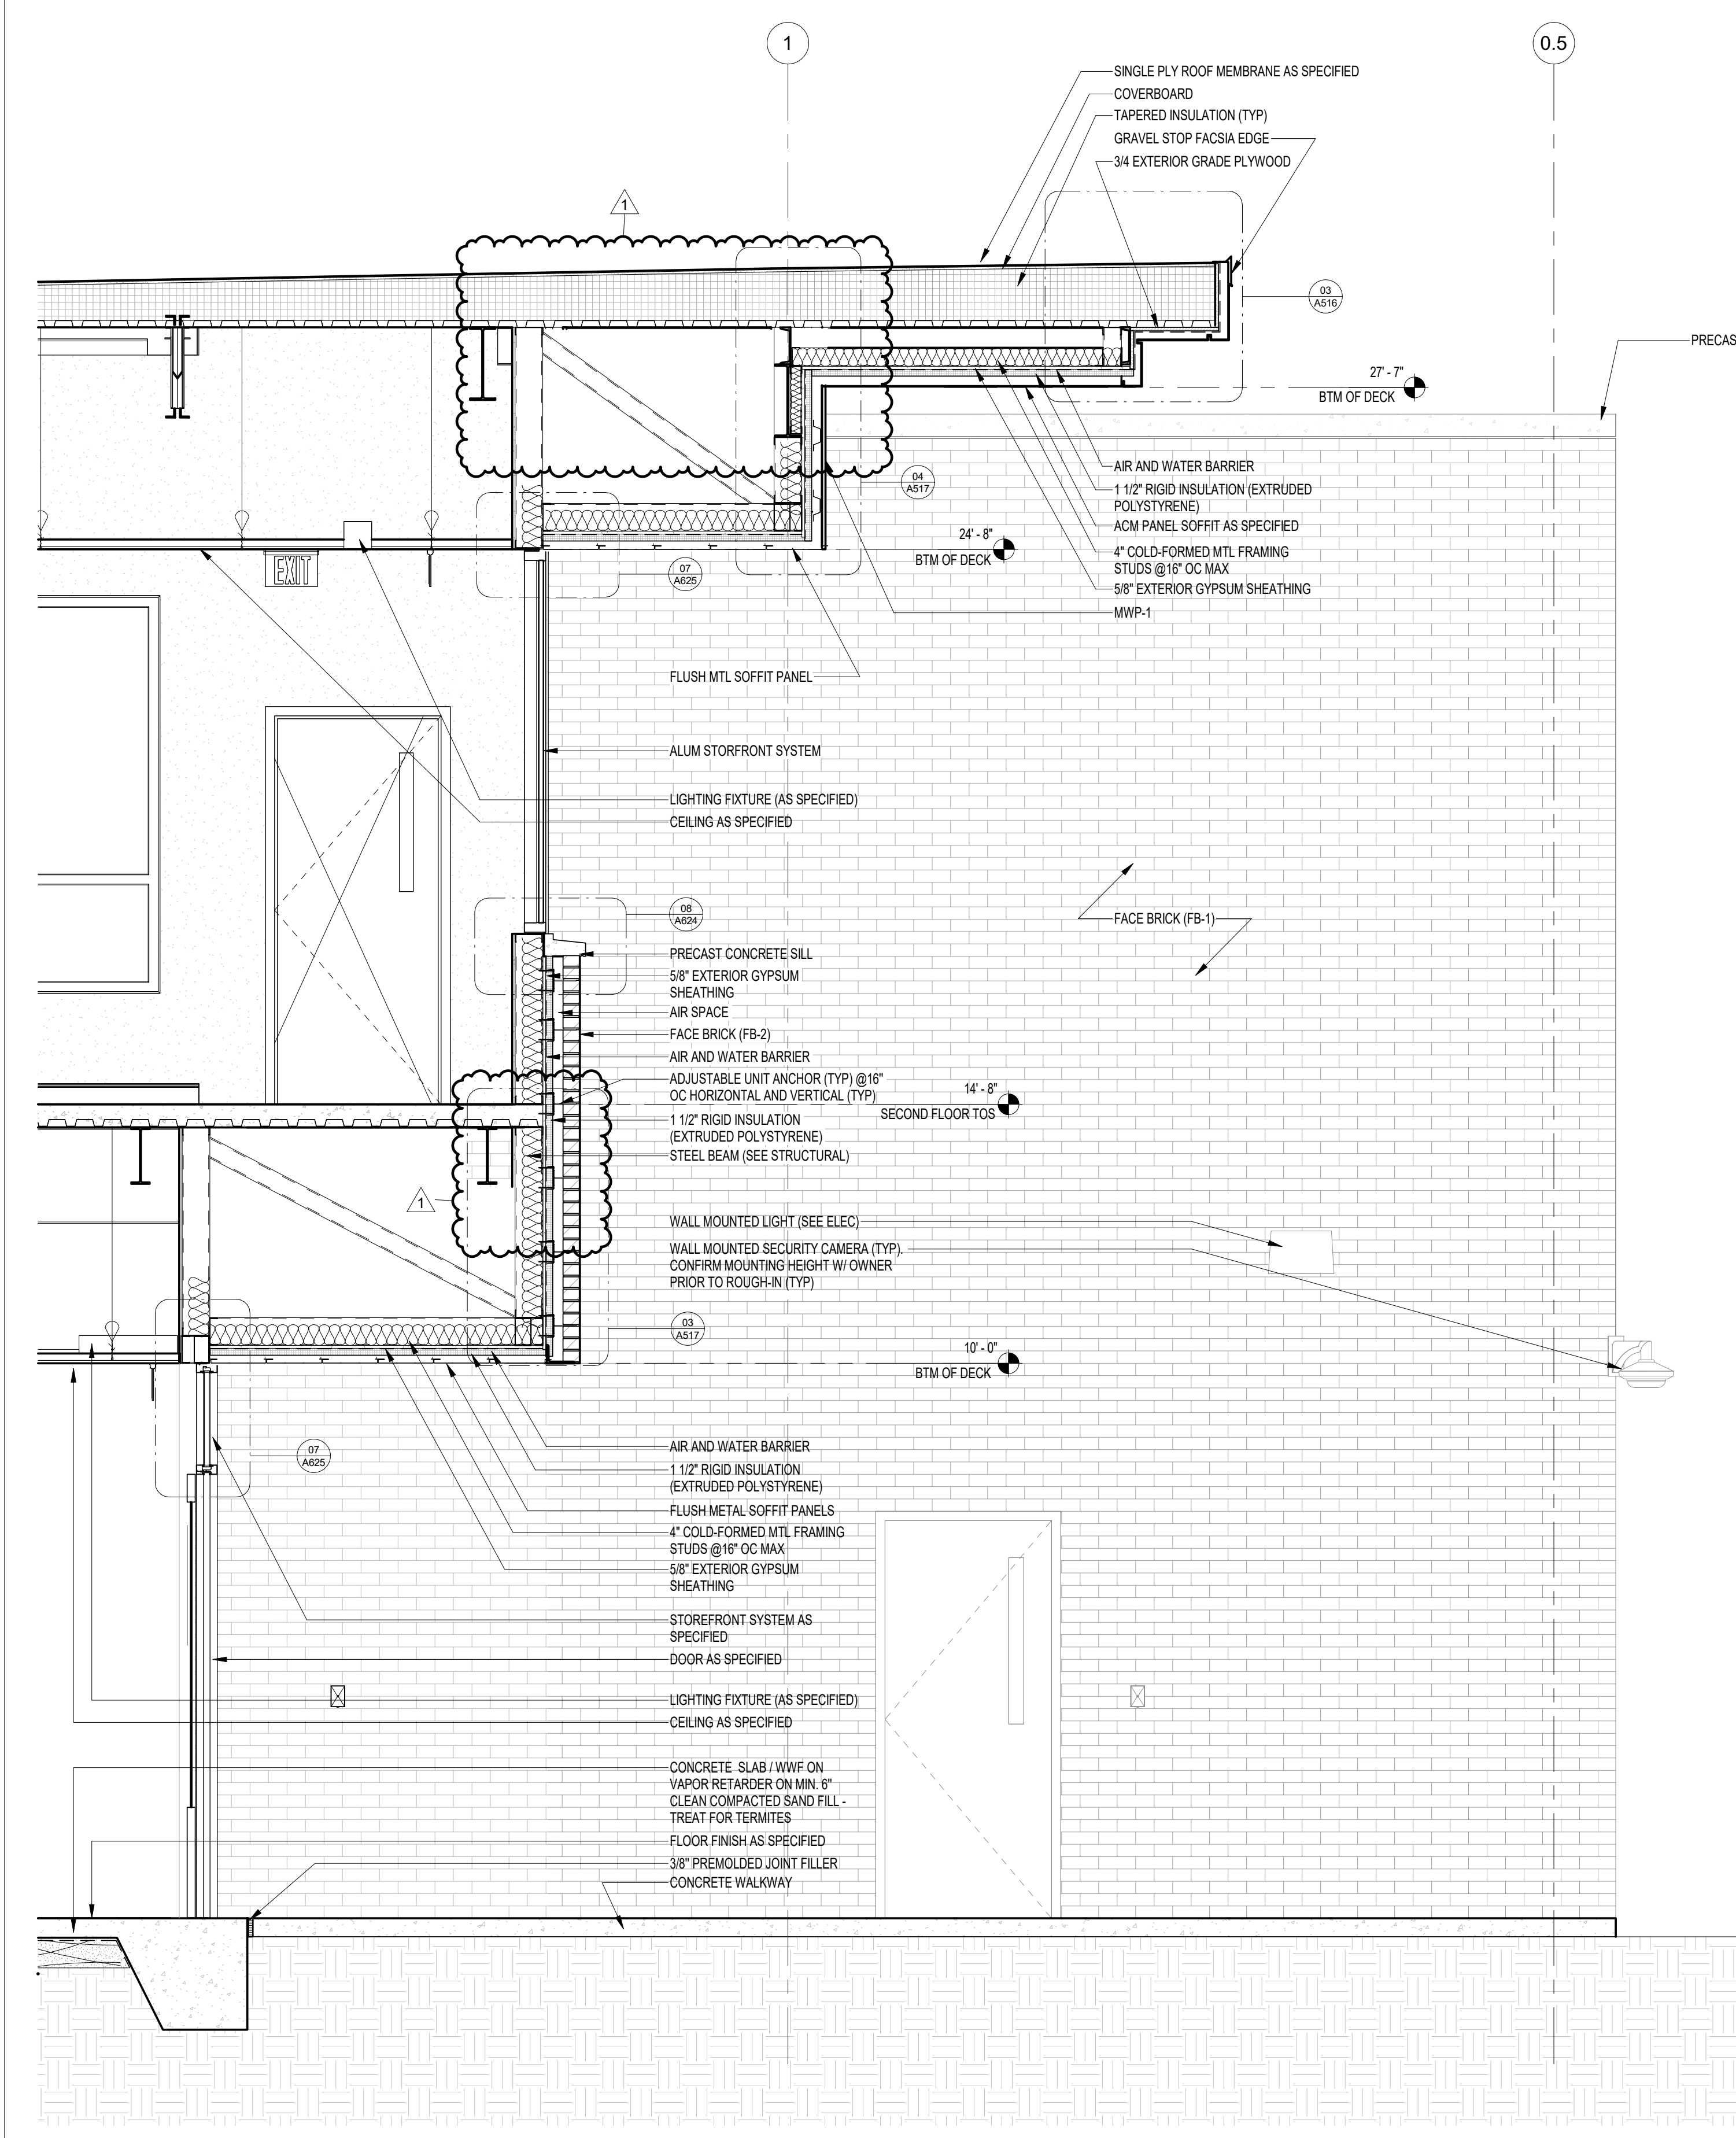 1
0.5
SINGLE PLY ROOF MEMBRANE AS SPECIFIED
COVERBOARD
TAPERED INSULATION (TYP)
GRAVEL STOP FACSIA EDGE
3/4 EXTERIOR GRADE PLYWOOD
1
03
A516
PRECAS
27' - 7"
BTM OF DECK
AIR AND WATER BARRIER
1 1/2" RIGID INSULATION (EXTRUDED
POLYSTYRENE)
ACM PANEL SOFFIT AS SPECIFIED
4" COLD-FORMED MTL FRAMING
STUDS @16" OC MAX
5/8" EXTERIOR GYPSUM SHEATHING
MWP-1
04
A517
24' - 8"
BTM OF DECK
EXIT
07
A625
FLUSH MTL SOFFIT PANEL
ALUM STORFRONT SYSTEM
LIGHTING FIXTURE (AS SPECIFIED)
CEILING AS SPECIFIED
08
A624
FACE BRICK (FB-1)
PRECAST CONCRETE SILL
5/8" EXTERIOR GYPSUM
SHEATHING
AIR SPACE
FACE BRICK (FB-2)
AIR AND WATER BARRIER
ADJUSTABLE UNIT ANCHOR (TYP) @16"
OC HORIZONTAL AND VERTICAL (TYP)
1 1/2" RIGID INSULATION
(EXTRUDED POLYSTYRENE)
STEEL BEAM (SEE STRUCTURAL)
14' - 8"
SECOND FLOOR TOS
1
WALL MOUNTED LIGHT (SEE ELEC)
WALL MOUNTED SECURITY CAMERA (TYP).
CONFIRM MOUNTING HEIGHT W/ OWNER
PRIOR TO ROUGH-IN (TYP)
03
A517
10' - 0"
BTM OF DECK
07
A625
AIR AND WATER BARRIER
1 1/2" RIGID INSULATION
(EXTRUDED POLYSTYRENE)
FLUSH METAL SOFFIT PANELS
4" COLD-FORMED MTL FRAMING
STUDS @16" OC MAX
5/8" EXTERIOR GYPSUM
SHEATHING
STOREFRONT SYSTEM AS
SPECIFIED
DOOR AS SPECIFIED
LIGHTING FIXTURE (AS SPECIFIED)
CEILING AS SPECIFIED
CONCRETE SLAB / WWF ON
VAPOR RETARDER ON MIN. 6"
CLEAN COMPACTED SAND FILL -
TREAT FOR TERMITES
FLOOR FINISH AS SPECIFIED
3/8" PREMOLDED JOINT FILLER
CONCRETE WALKWAY